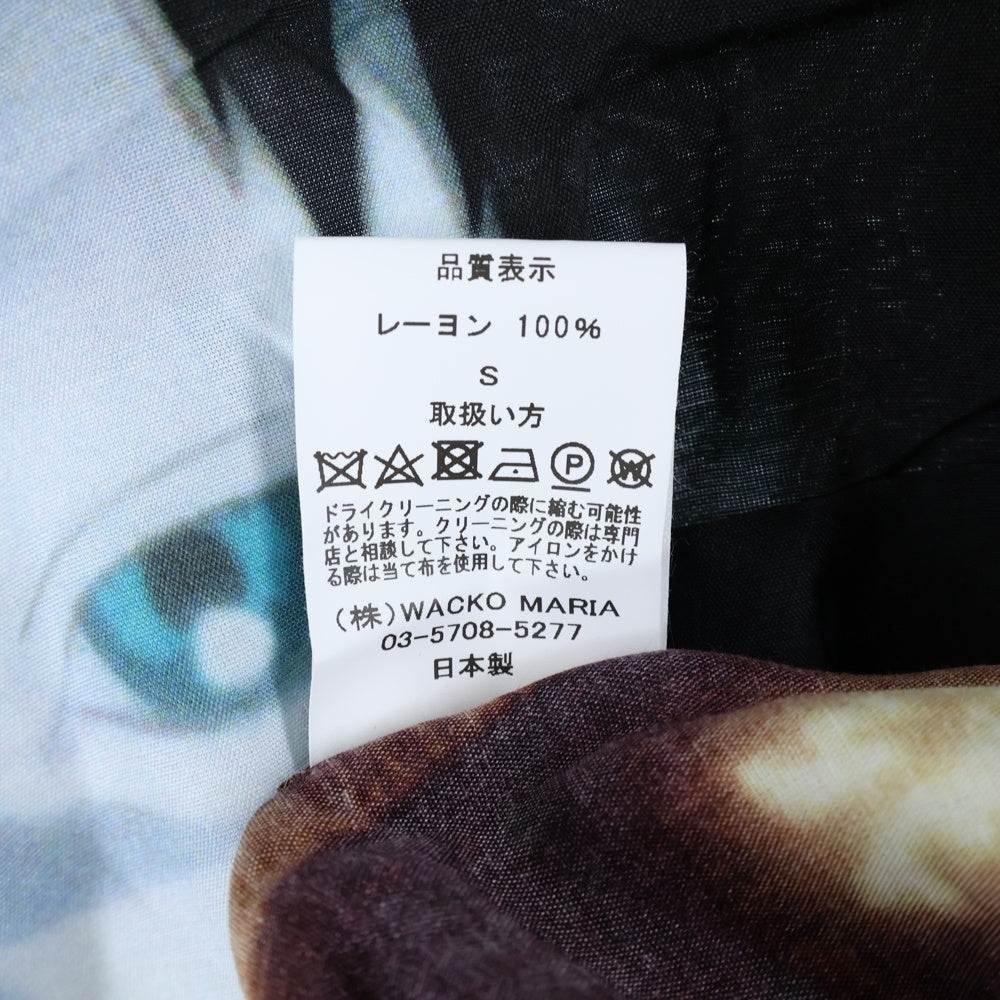 品質表示
レーヨン 100%
S
取扱い方
P W
ドライクリーニングの際に縮む可能性
があります。クリーニングの際は専門
店と相談して下さい。アイロンをかけ
る際は当て布を使用して下さい。
(株)WACKO MARIA
03-5708-5277
日本製